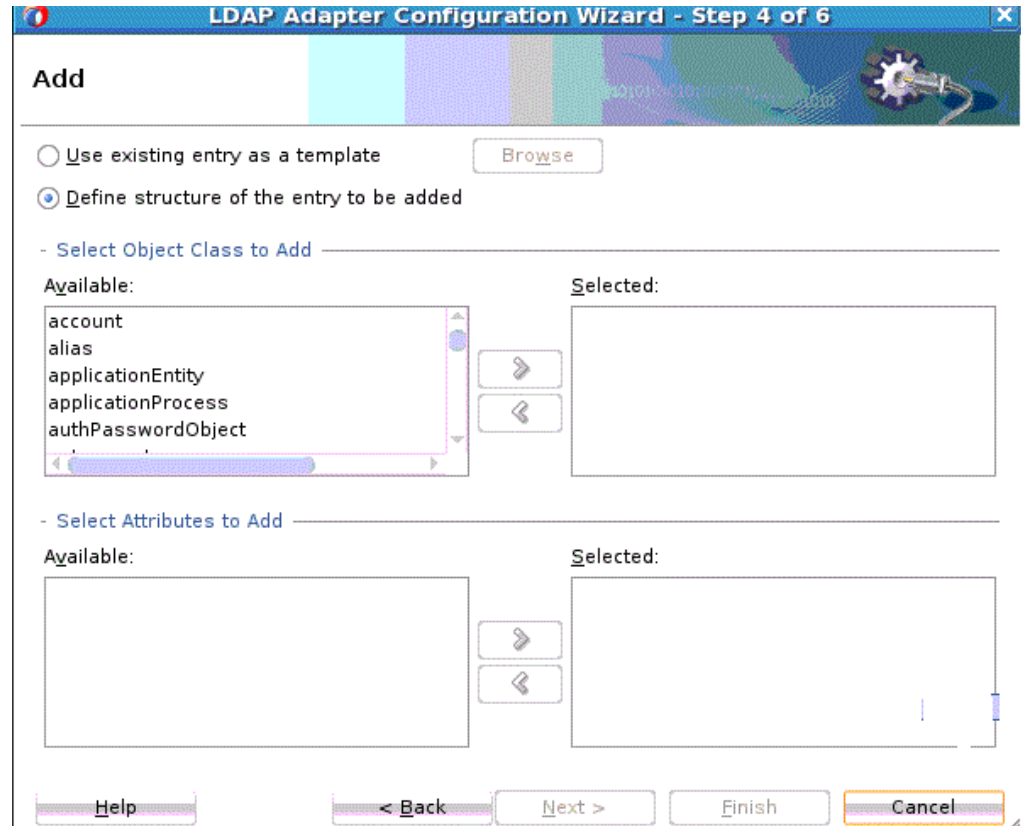 LDAP Adapter Configuration Wizard - Step 4 of 6
Add
Use existing entry as a template
Browse
Define structure of the entry to be added
Select Object Class to Add
Available:
Selected:
account
alias
applicationEntity
applicationProcess
authPasswordObject
Select Attributes to Add
Available:
Selected:
Help
< Back
Next >
Finish
Cancel